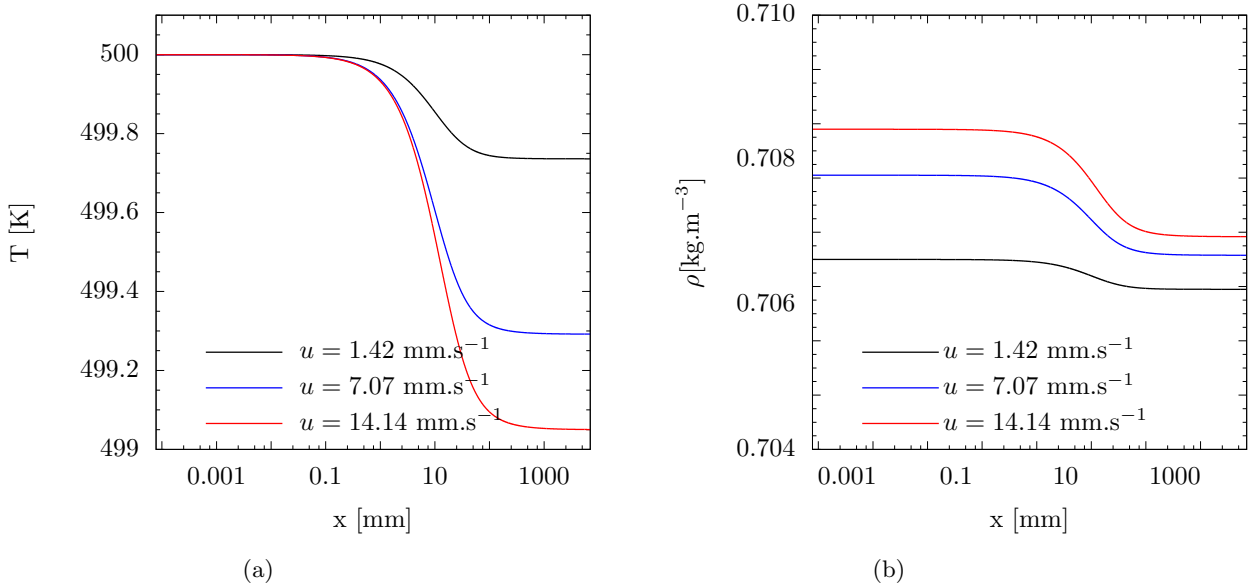 500
499.8
499.6
499.4
499.2
499
T [K]
u = 1.42 mm.s−1
u = 7.07 mm.s−1
u = 14.14 mm.s−1
0.001 0.1 10 1000
x [mm]
(a)
0.710
0.708
0.706
0.704
ρ[kg.m−3]
u = 1.42 mm.s−1
u = 7.07 mm.s−1
u = 14.14 mm.s−1
0.001 0.1 10 1000
x [mm]
(b)